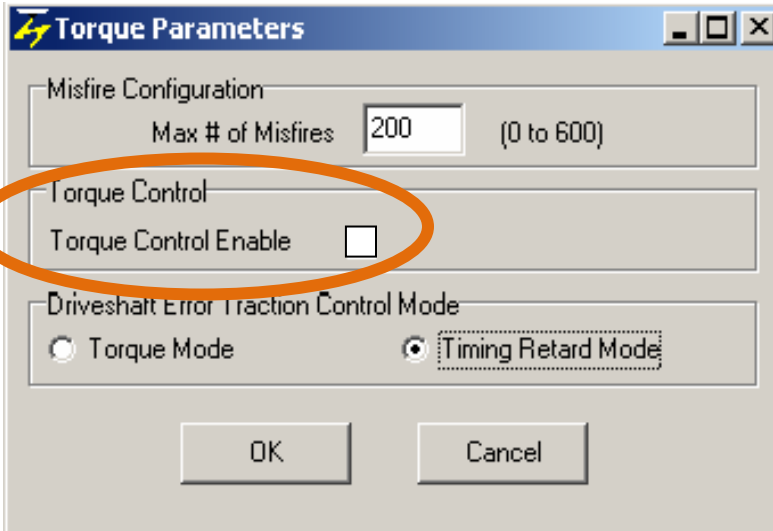 Torque Parameters
Misfire Configuration
Max # of Misfires 200 (0 to 600)
Torque Control
Torque Control Enable
Driveshaft Error Traction Control Mode
Torque Mode Timing Retard Mode
OK Cancel